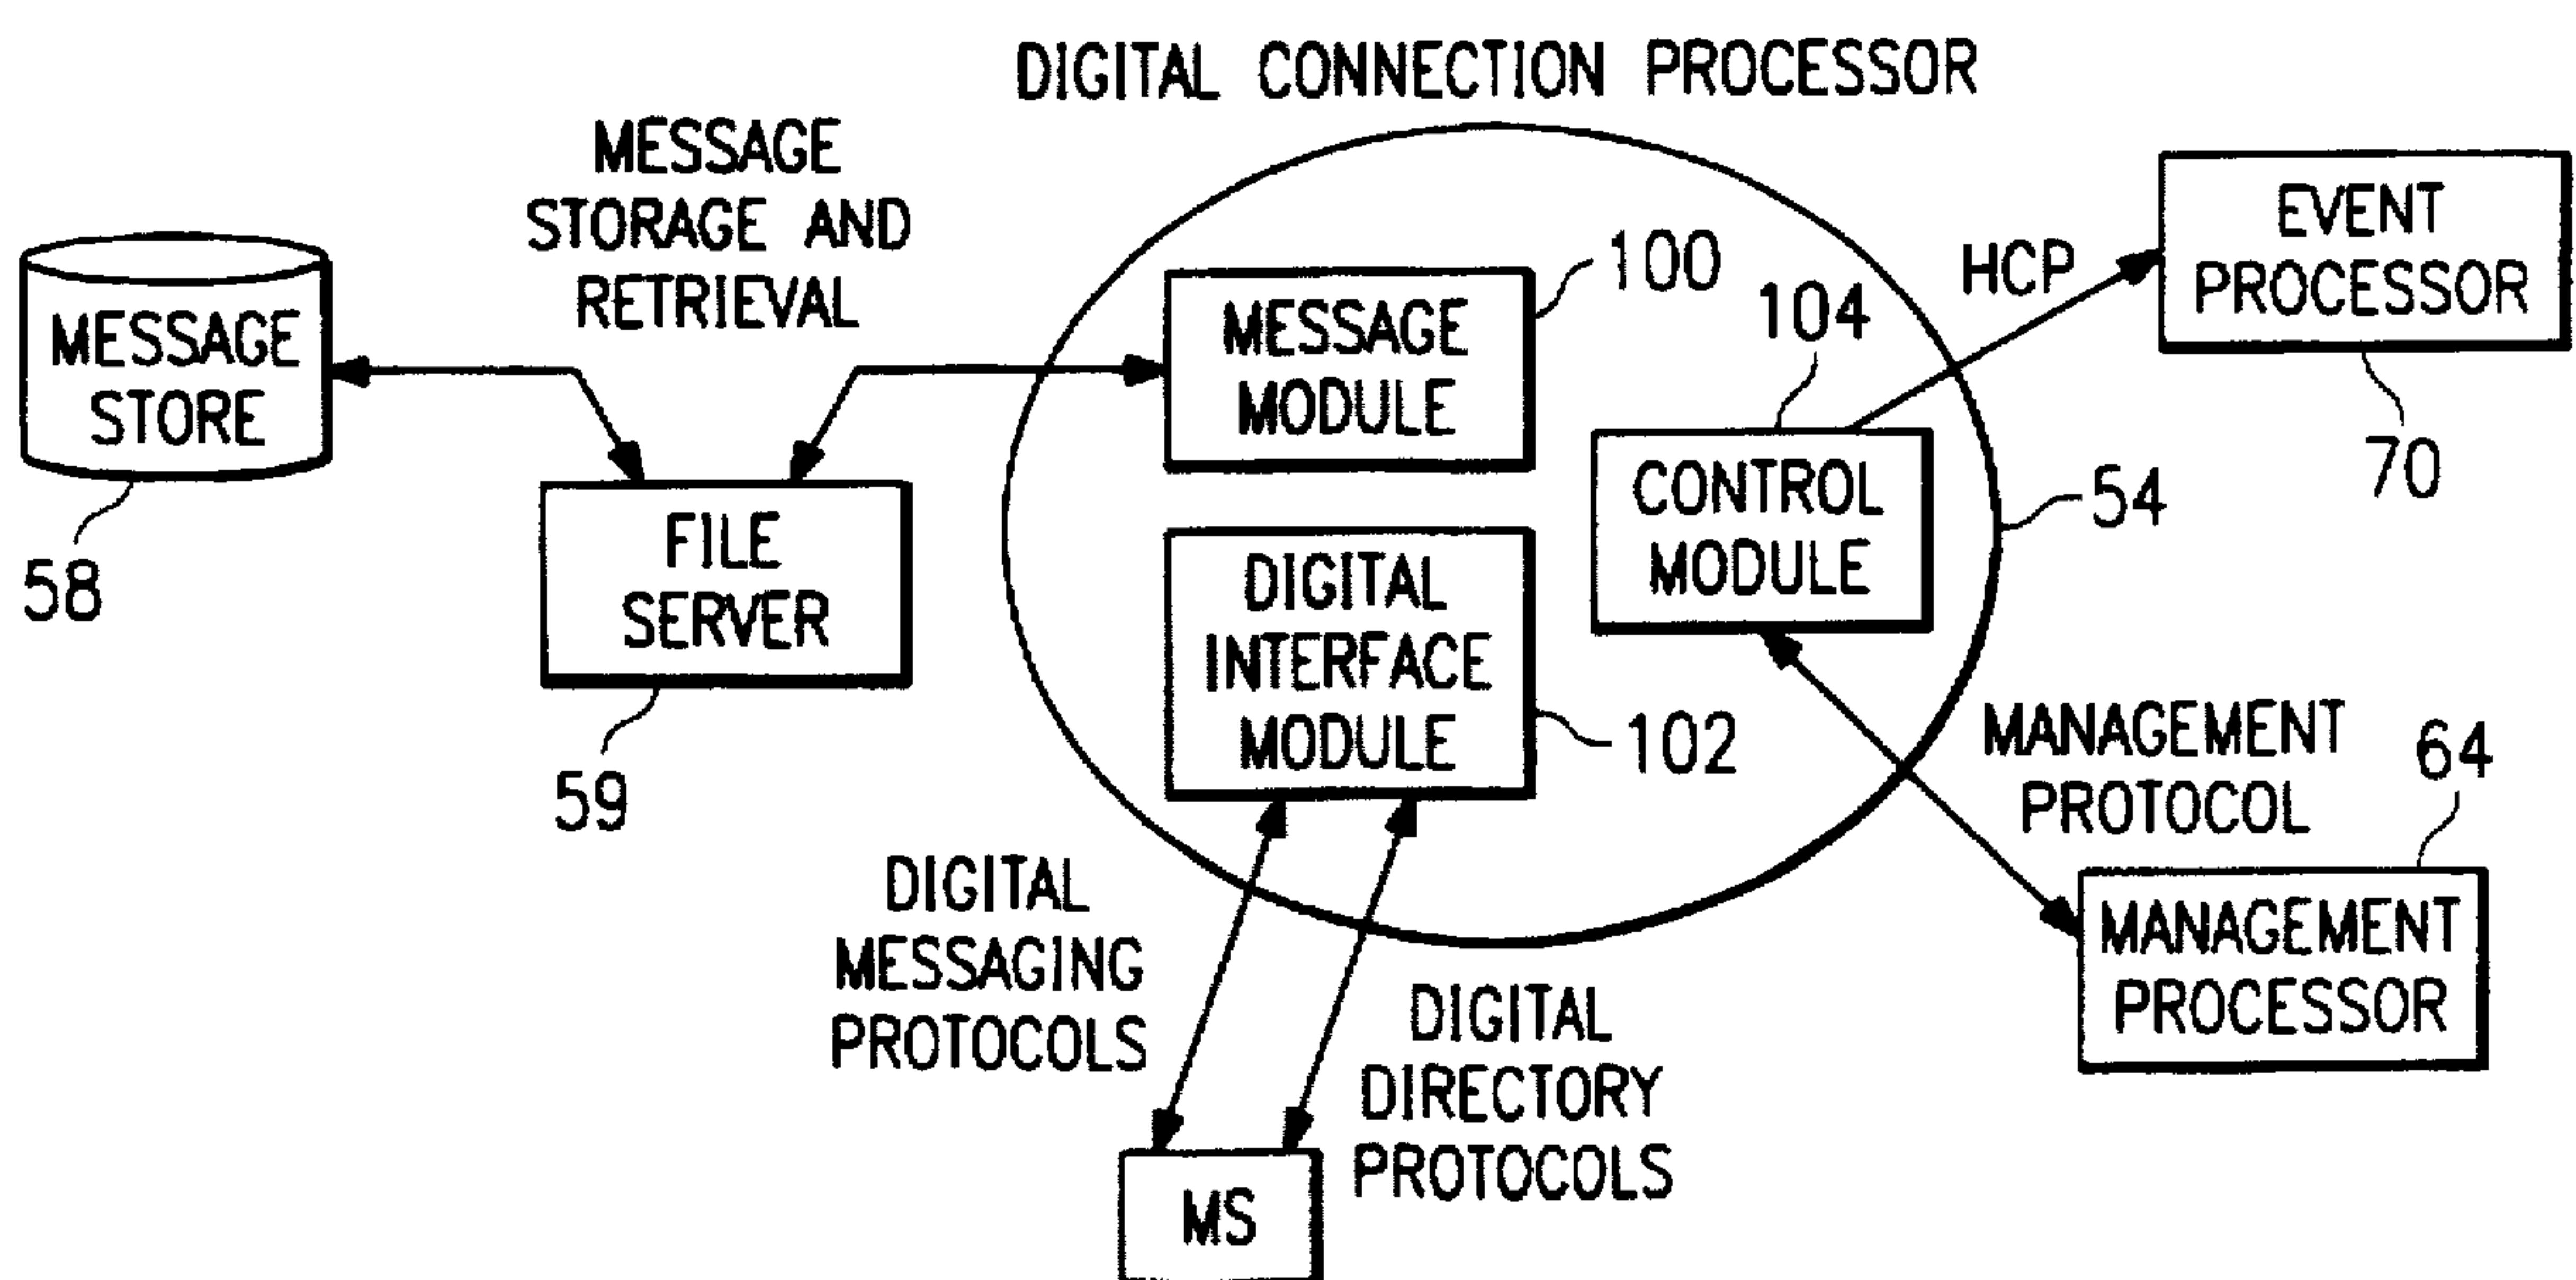 DIGITAL CONNECTION PROCESSOR
MESSAGE
STORAGE AND
RETRIEVAL
MESSAGE
STORE
58
FILE
SERVER
59
MESSAGE
MODULE
100
DIGITAL
INTERFACE
MODULE
102
104
CONTROL
MODULE
54
HCP
EVENT
PROCESSOR
70
MANAGEMENT
PROTOCOL
64
MANAGEMENT
PROCESSOR
DIGITAL
MESSAGING
PROTOCOLS
DIGITAL
DIRECTORY
PROTOCOLS
MS